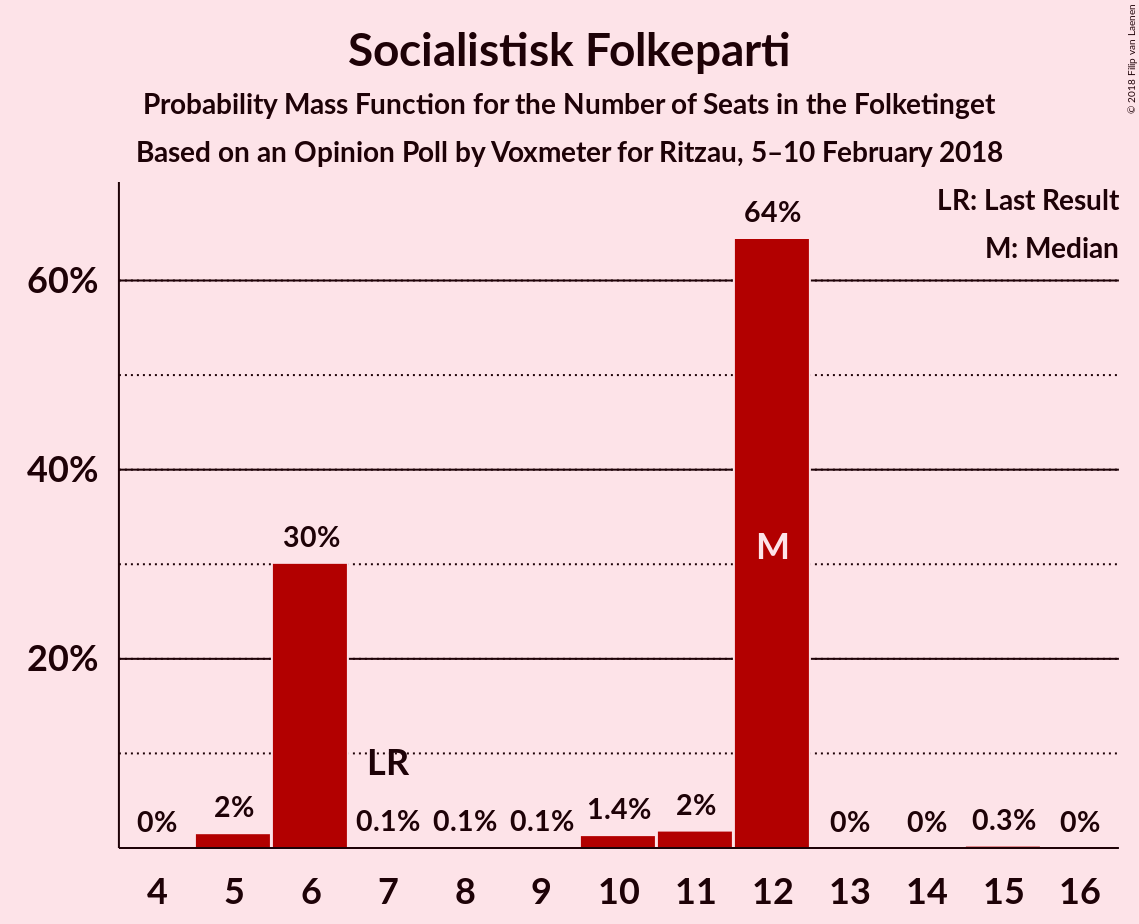 Socialistisk Folkeparti
Probability Mass Function for the Number of Seats in the Folketinget
Based on an Opinion Poll by Voxmeter for Ritzau, 5–10 February 2018
© 2018 Filip van Laenen
LR: Last Result
M: Median
64%
60%
M
30%
40%
20%
LR
0% 2% 0.1% 0.1% 0.1% 1.4% 2% 0% 0% 0.3% 0%
4 5 6 7 8 9 10 11 12 13 14 15 16